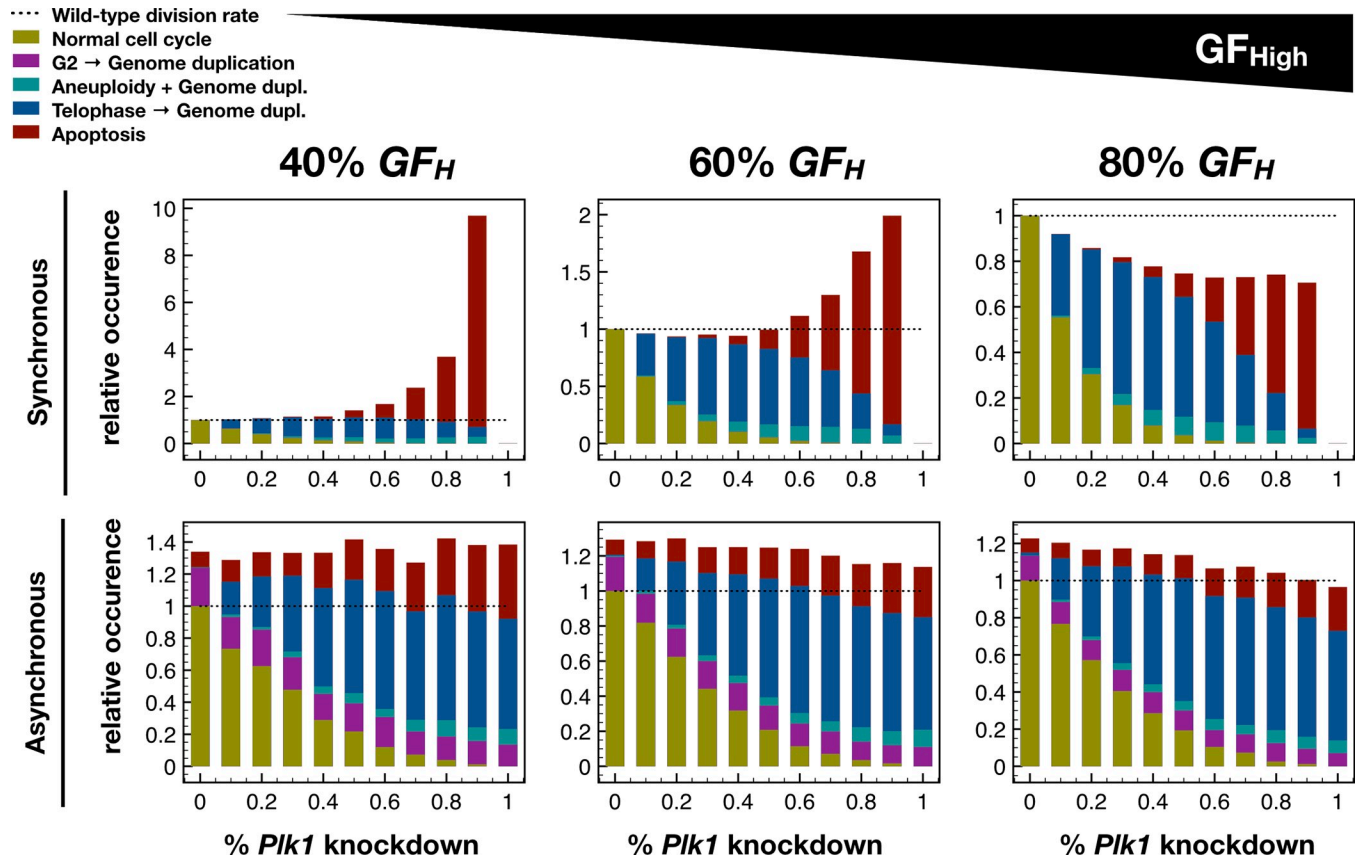 Wild-type division rate
Normal cell cycle
G2 → Genome duplication
Aneuploidy + Genome dupl.
Telophase → Genome dupl.
Apoptosis
GFHigh
40% GFH
60% GFH
80% GFH
Synchronous
relative occurence
10
8
6
4
2
1
0
0 0.2 0.4 0.6 0.8 1
2
1.5
1
0.5
0
0 0.2 0.4 0.6 0.8 1
1
0.8
0.6
0.4
0.2
0
0 0.2 0.4 0.6 0.8 1
Asynchronous
relative occurence
1.4
1.2
1
0.8
0.6
0.4
0.2
0
0 0.2 0.4 0.6 0.8 1
1.2
1
0.8
0.6
0.4
0.2
0
0 0.2 0.4 0.6 0.8 1
1.2
1
0.8
0.6
0.4
0.2
0
0 0.2 0.4 0.6 0.8 1
% Plk1 knockdown
% Plk1 knockdown
% Plk1 knockdown